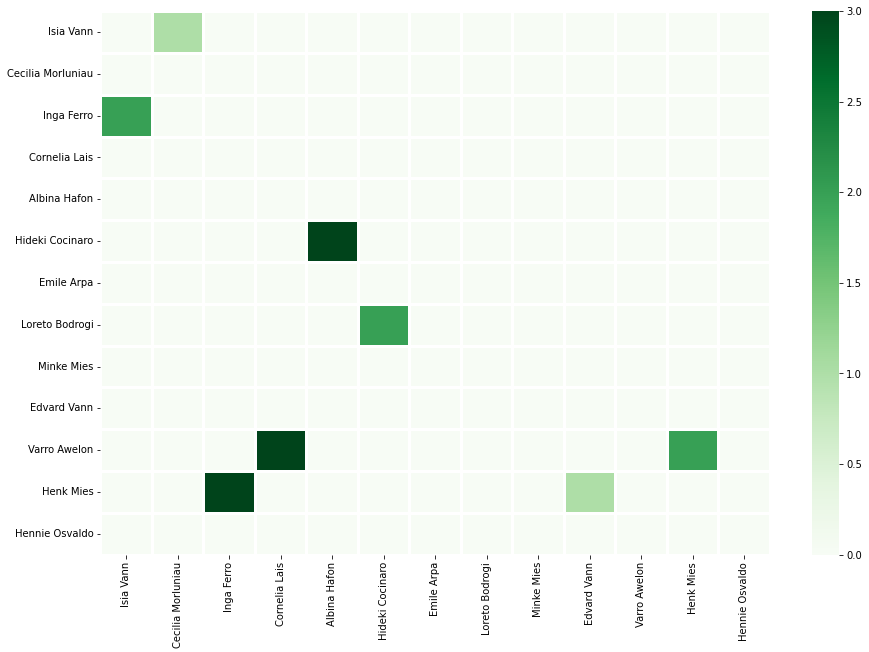 Isia Vann
Cecilia Morluniau
Inga Ferro
Cornelia Lais
Albina Hafon
Hideki Cocinaro
Emile Arpa
Loreto Bodrogi
Minke Mies
Edvard Vann
Varro Awelon
Henk Mies
Hennie Osvaldo
Isia Vann
Cecilia Morluniau
Inga Ferro
Cornelia Lais
Albina Hafon
Hideki Cocinaro
Emile Arpa
Loreto Bodrogi
Minke Mies
Edvard Vann
Varro Awelon
Henk Mies
Hennie Osvaldo
3.0
2.5
2.0
1.5
1.0
0.5
0.0